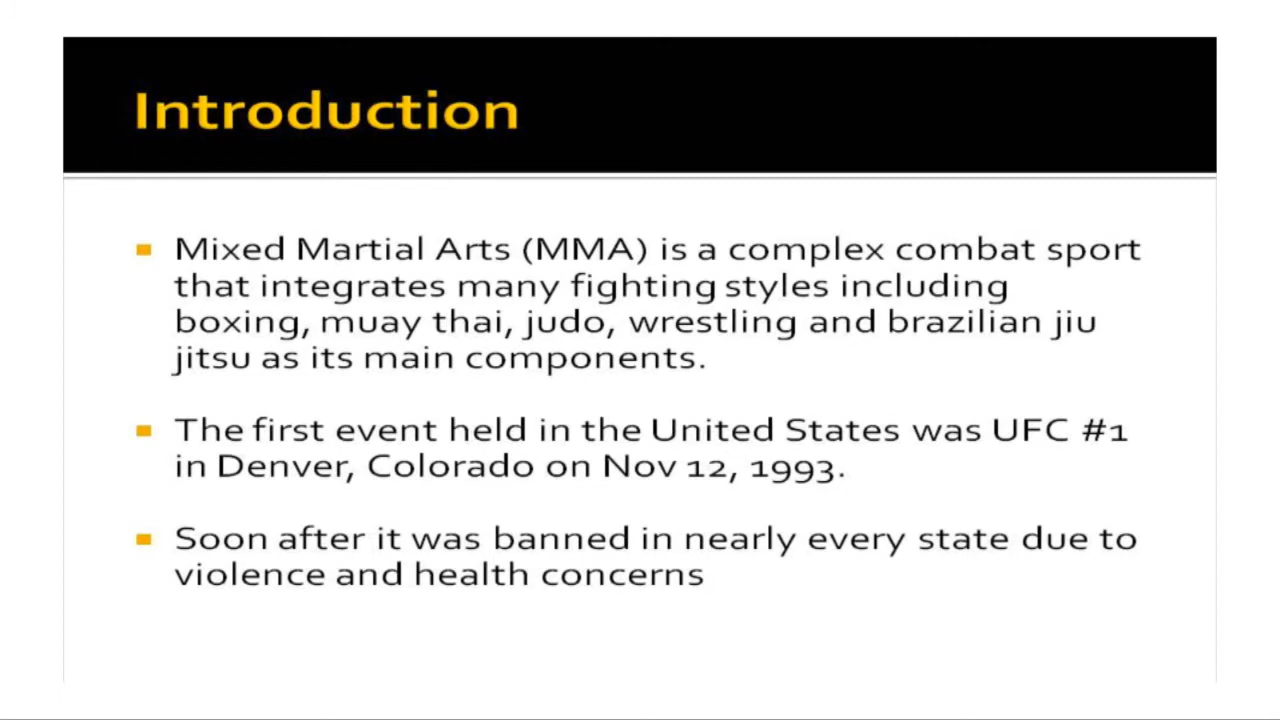 Introduction
Mixed Martial Arts (MMA) is a complex combat sport
that integrates many fighting styles including
boxing, muay thai, judo, wrestling and brazilian jiu
jitsu as its main components.
The first event held in the United States was UFC #1
in Denver, Colorado on Nov 12, 1993.
Soon after it was banned in nearly every state due to
violence and health concerns